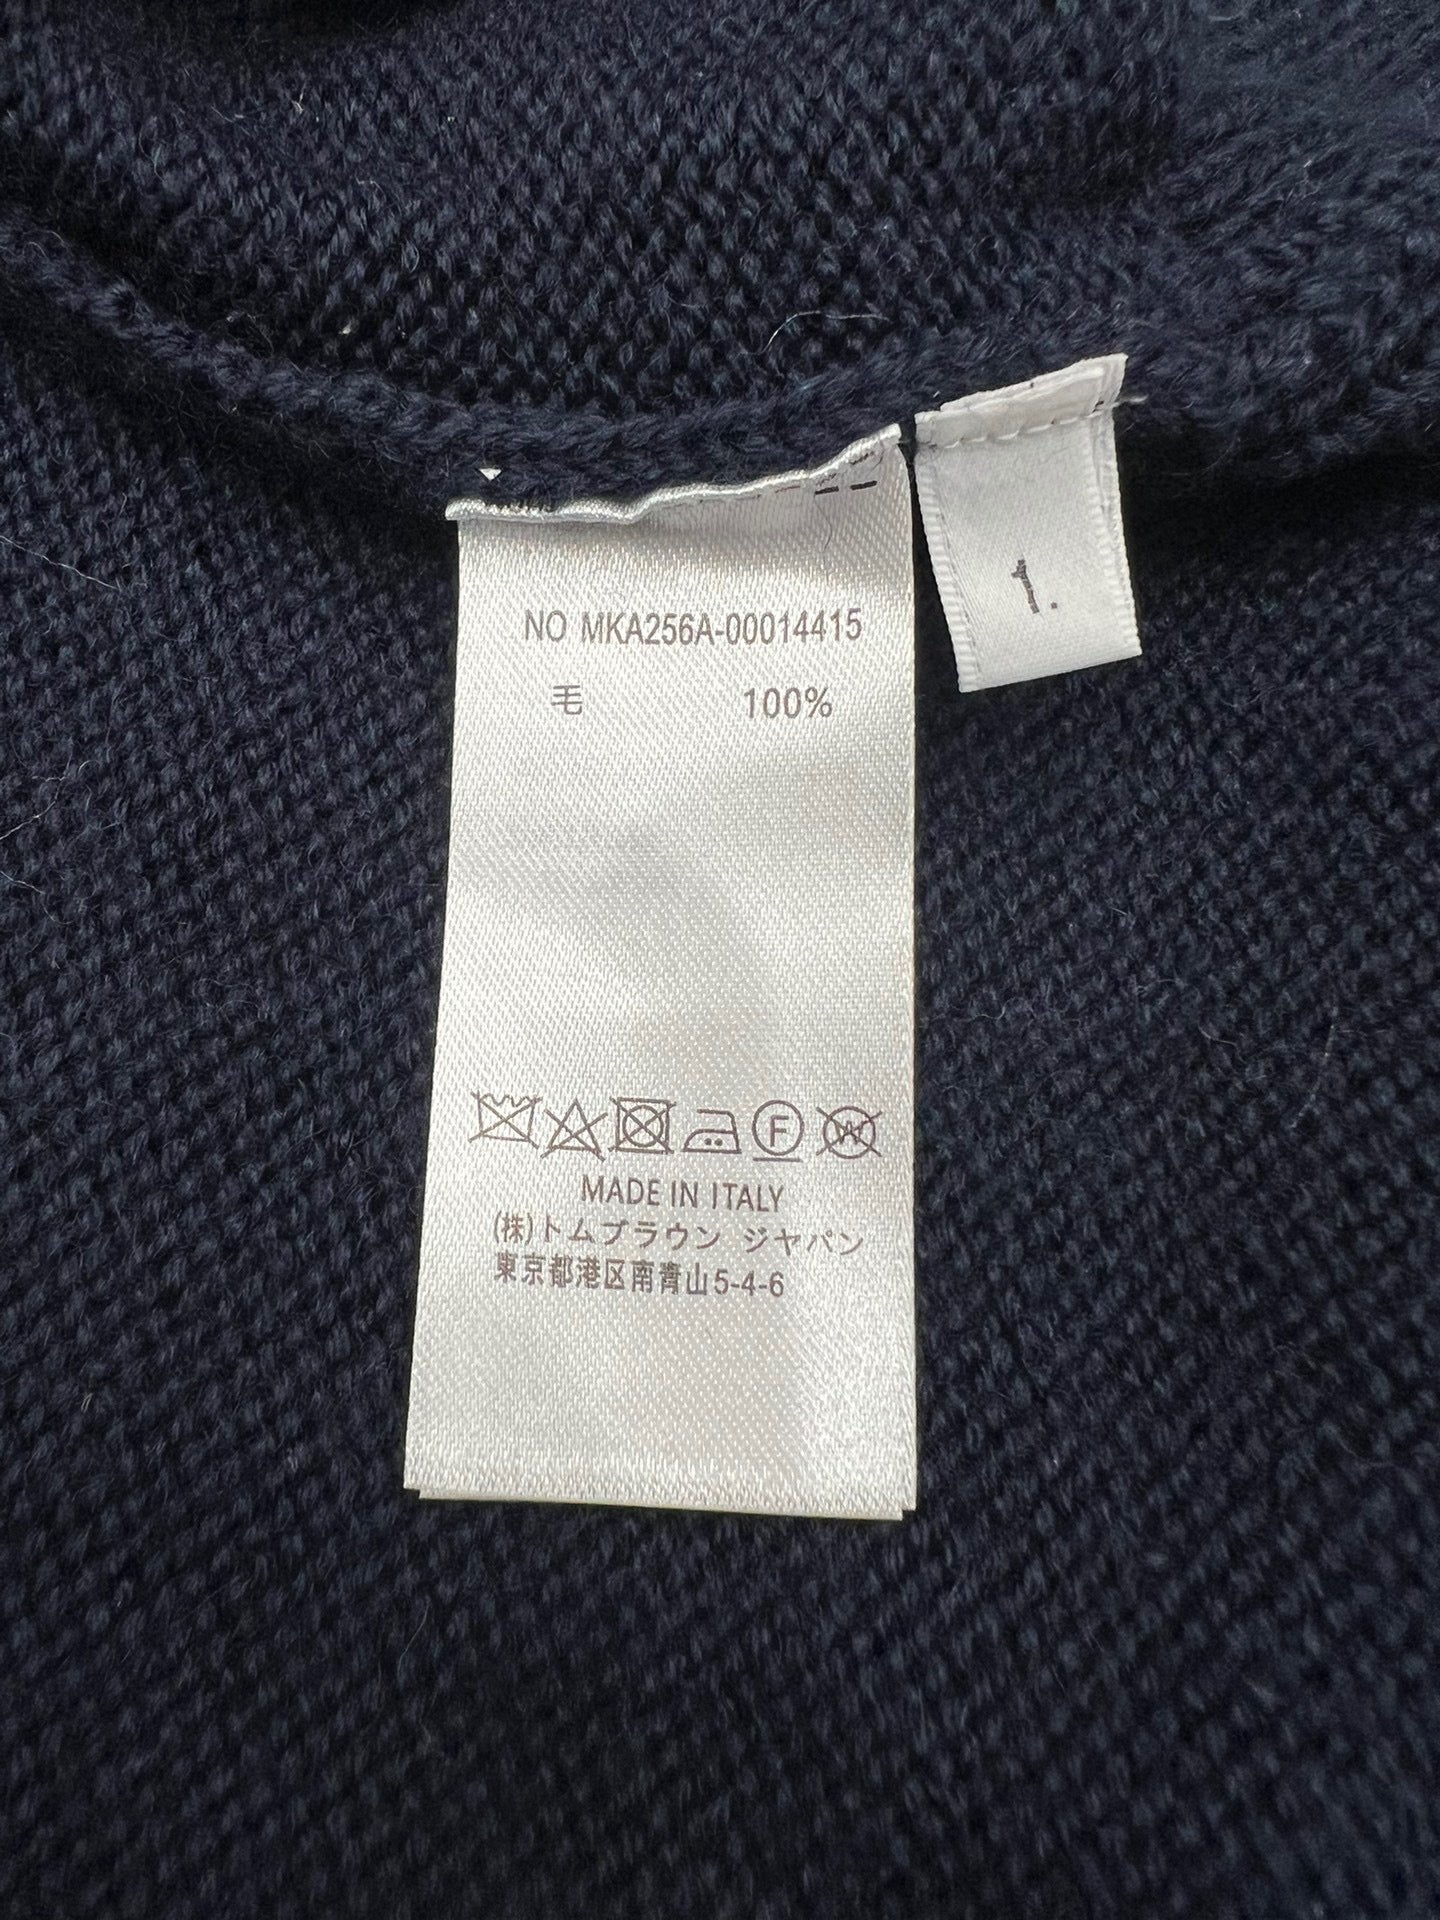 NO MKA256A-00014415
毛 100%
F W
MADE IN ITALY
(株)トムブラウン ジャパン
東京都港区南青山5-4-6
1.